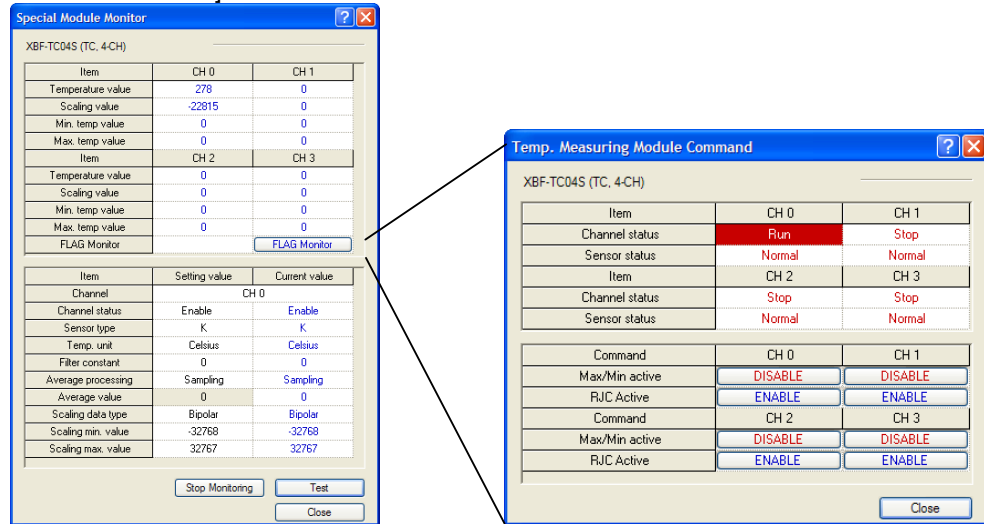 Special Module Monitor
XBF-TC04S (TC, 4-CH)
Item CH 0 CH 1
Temperature value 278 0
Scaling value -22815 0
Min. temp value 0 0
Max. temp value 0 0
Item CH 2 CH 3
Temperature value 0 0
Scaling value 0 0
Min. temp value 0 0
Max. temp value 0 0
FLAG Monitor FLAG Monitor
Item Setting value Current value
Channel CH 0
Channel status Enable Enable
Sensor type K K
Temp. unit Celsius Celsius
Filter constant 0 0
Average processing Sampling Sampling
Average value 0 0
Scaling data type Bipolar Bipolar
Scaling min. value -32768 -32768
Scaling max. value 32767 32767
Stop Monitoring Test
Close
Temp. Measuring Module Command
XBF-TC04S (TC, 4-CH)
Item CH 0 CH 1
Channel status Run Stop
Sensor status Normal Normal
Item CH 2 CH 3
Channel status Stop Stop
Sensor status Normal Normal
Command CH 0 CH 1
Max/Min active DISABLE DISABLE
RJC Active ENABLE ENABLE
Command CH 2 CH 3
Max/Min active DISABLE DISABLE
RJC Active ENABLE ENABLE
Close